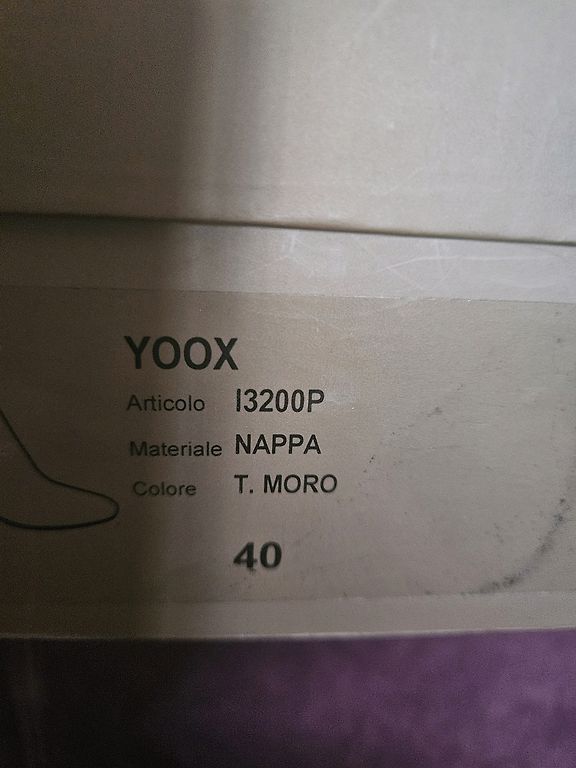 YOOX
Articolo I3200P
Materiale NAPPA
Colore T. MORO
40